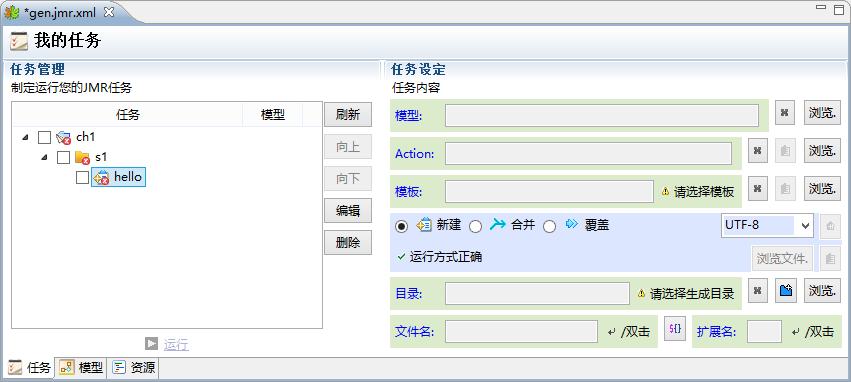 *gen.jmr.xml
我的任务
任务管理
制定运行您的JMR任务
任务 模型
ch1
s1
hello
刷新
向上
向下
编辑
删除
运行
任务设定
任务内容
模型: 浏览.
Action: 浏览.
模板: 请选择模板 浏览.
新建 合并 覆盖 UTF-8
运行方式正确 浏览文件.
目录: 请选择生成目录 浏览.
文件名: /双击 ${} 扩展名: /双击
任务 模型 资源